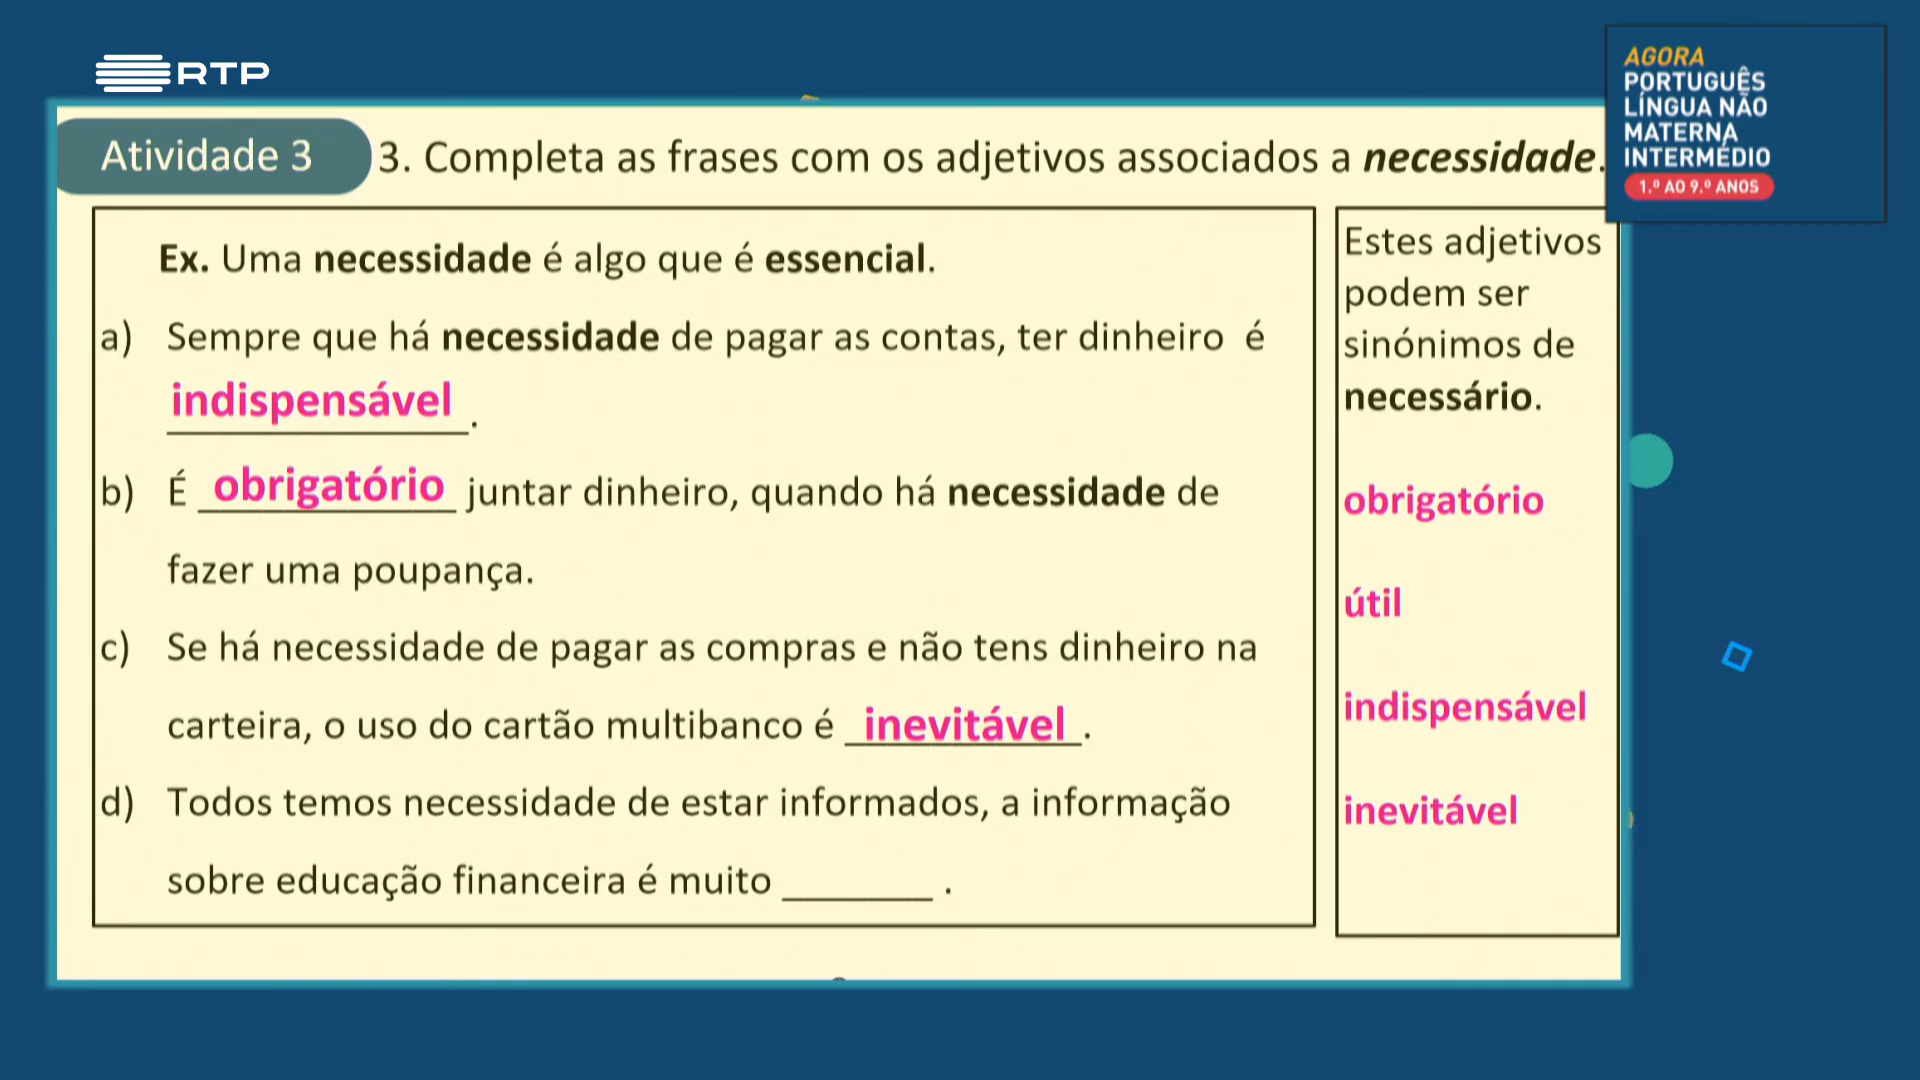 RTP
AGORA
PORTUGUÊS
LÍNGUA NÃO
MATERNA
INTERMÉDIO
1.º AO 9.º ANOS
Atividade 3
3. Completa as frases com os adjetivos associados a necessidade.
Ex. Uma necessidade é algo que é essencial.
a) Sempre que há necessidade de pagar as contas, ter dinheiro é
indispensável.
b) É obrigatório juntar dinheiro, quando há necessidade de
fazer uma poupança.
c) Se há necessidade de pagar as compras e não tens dinheiro na
carteira, o uso do cartão multibanco é inevitável.
d) Todos temos necessidade de estar informados, a informação
sobre educação financeira é muito _______ .
Estes adjetivos
podem ser
sinónimos de
necessário.
obrigatório
útil
indispensável
inevitável